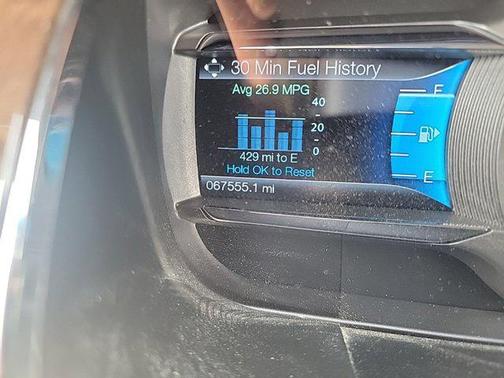 30 Min Fuel History
Avg 26.9 MPG
40
20
0
429 mi to E
Hold OK to Reset
067555.1 mi
F
E